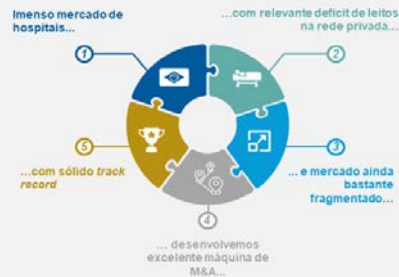 Imenso mercado de
hospitais...
1
...com relevante deficit de leitos
na rede privada...
2
3
... e mercado ainda
bastante
fragmentado...
4
... desenvolvemos
excelente máquina de
M&A...
5
...com sólido track
record